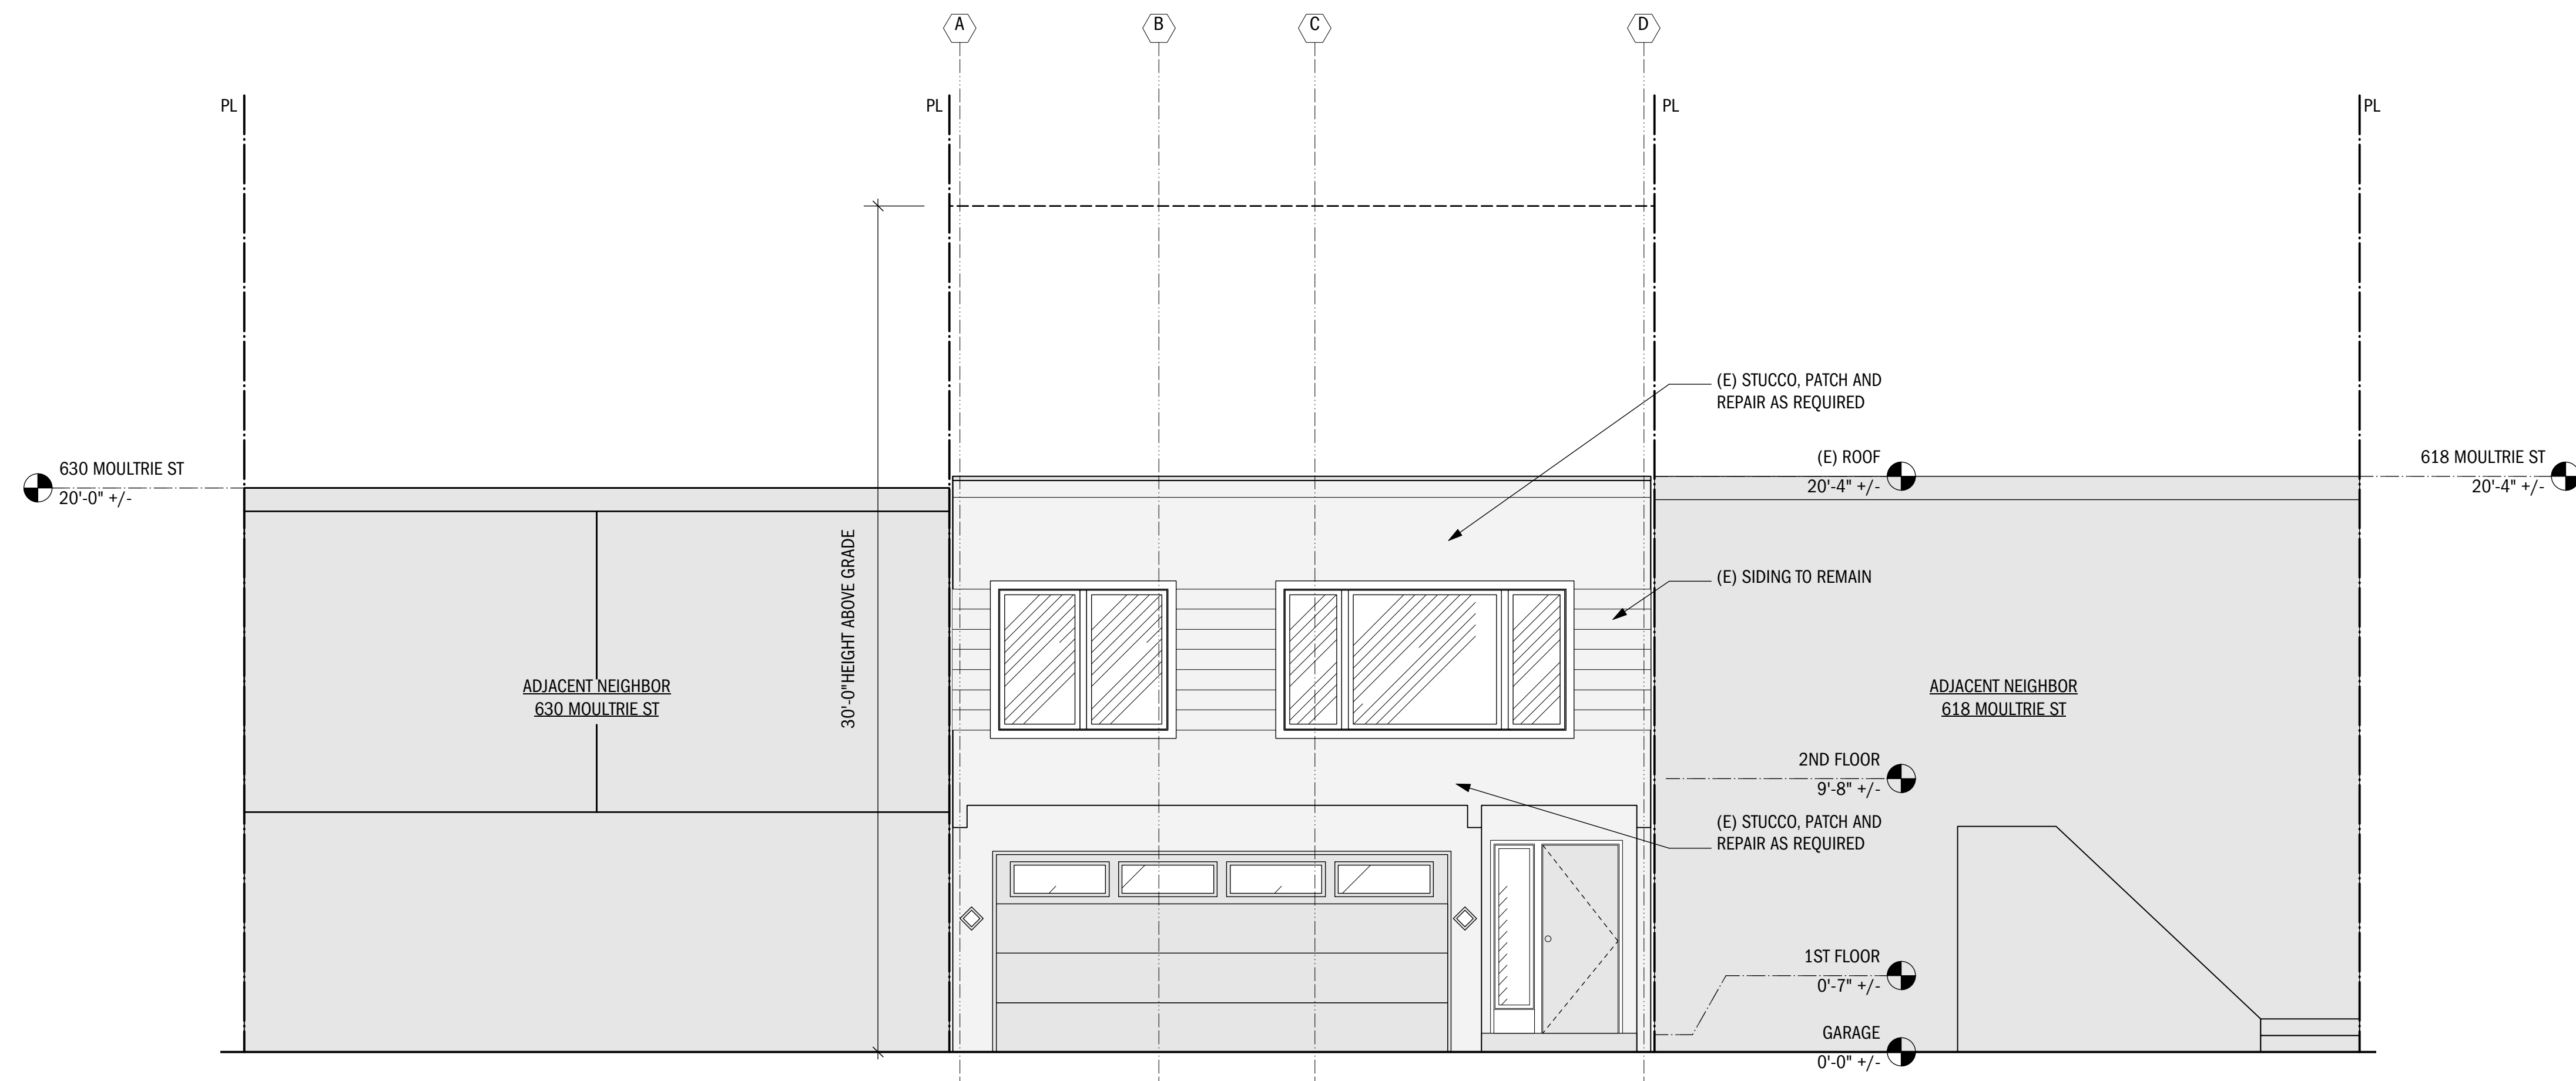 A
B
C
D
PL
PL
PL
PL
(E) STUCCO, PATCH AND
REPAIR AS REQUIRED
630 MOULTRIE ST
20'-0" +/-
(E) ROOF
20'-4" +/-
618 MOULTRIE ST
20'-4" +/-
30'-0"HEIGHT ABOVE GRADE
(E) SIDING TO REMAIN
ADJACENT NEIGHBOR
630 MOULTRIE ST
ADJACENT NEIGHBOR
618 MOULTRIE ST
2ND FLOOR
9'-8" +/-
(E) STUCCO, PATCH AND
REPAIR AS REQUIRED
1ST FLOOR
0'-7" +/-
GARAGE
0'-0" +/-